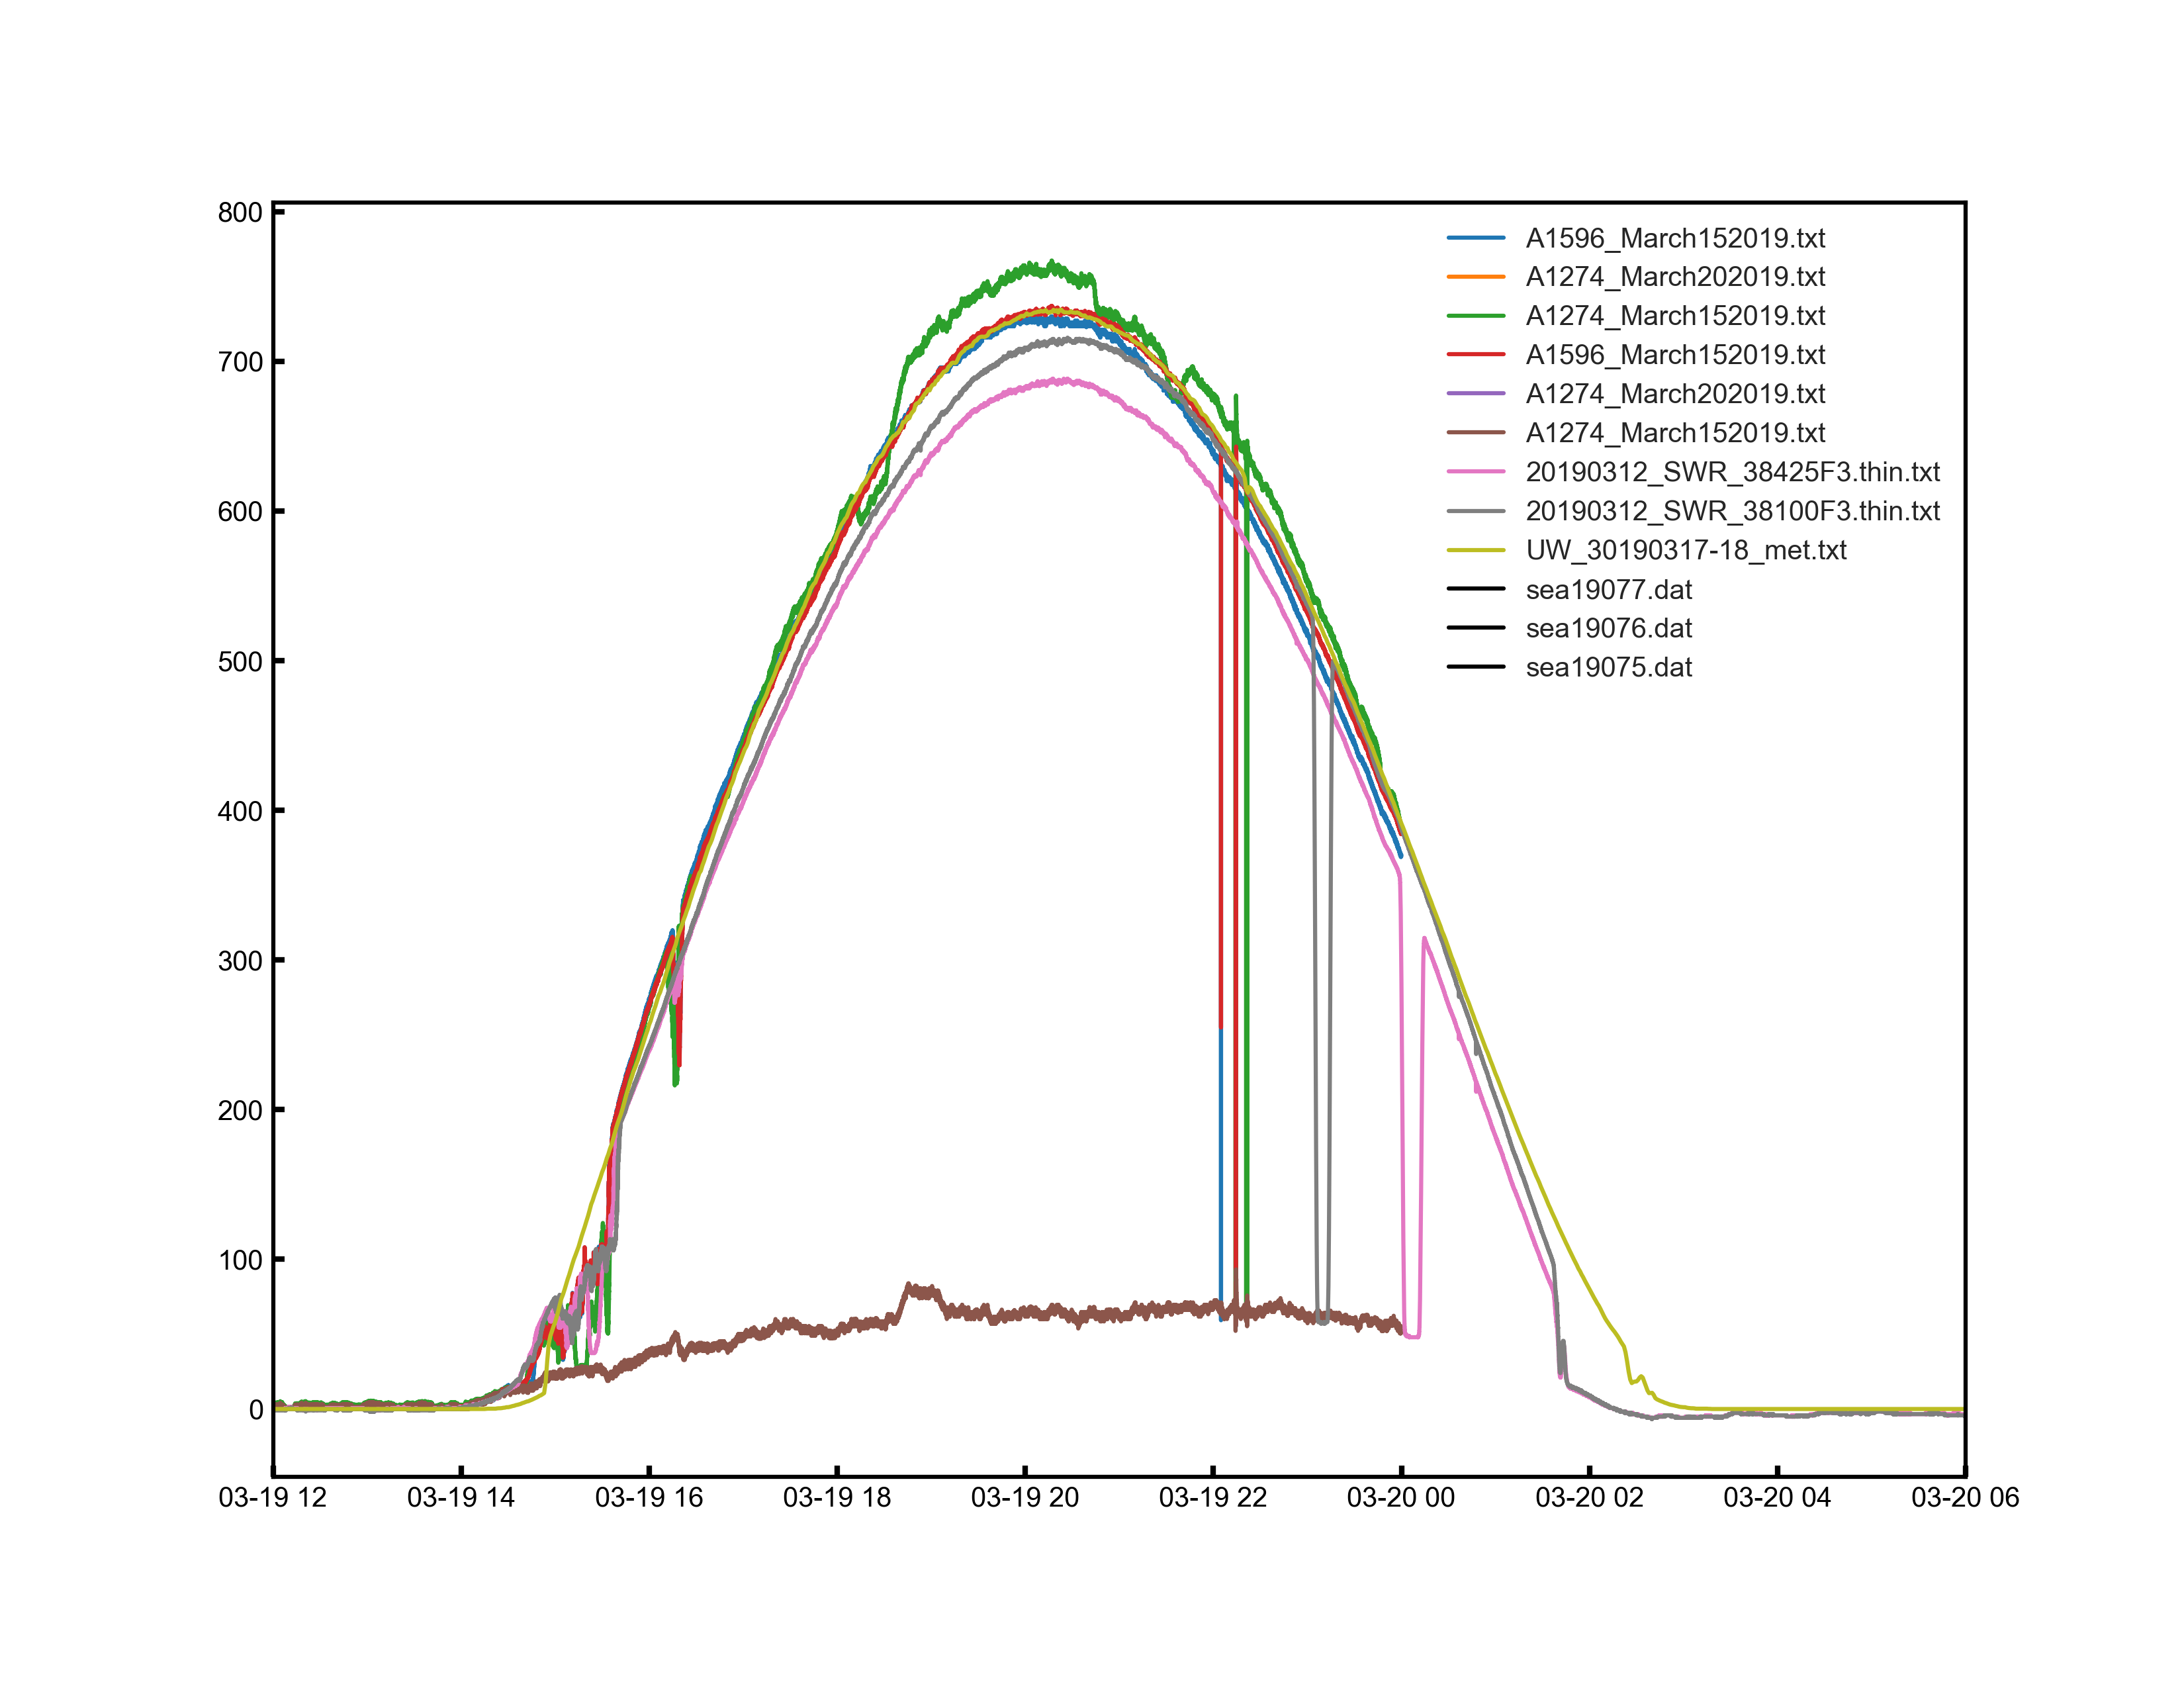 800
700
600
500
400
300
200
100
0
A1596_March152019.txt
A1274_March202019.txt
A1274_March152019.txt
A1596_March152019.txt
A1274_March202019.txt
A1274_March152019.txt
20190312_SWR_38425F3.thin.txt
20190312_SWR_38100F3.thin.txt
UW_30190317-18_met.txt
sea19077.dat
sea19076.dat
sea19075.dat
03-19 12 03-19 14 03-19 16 03-19 18 03-19 20 03-19 22 03-20 00 03-20 02 03-20 04 03-20 06